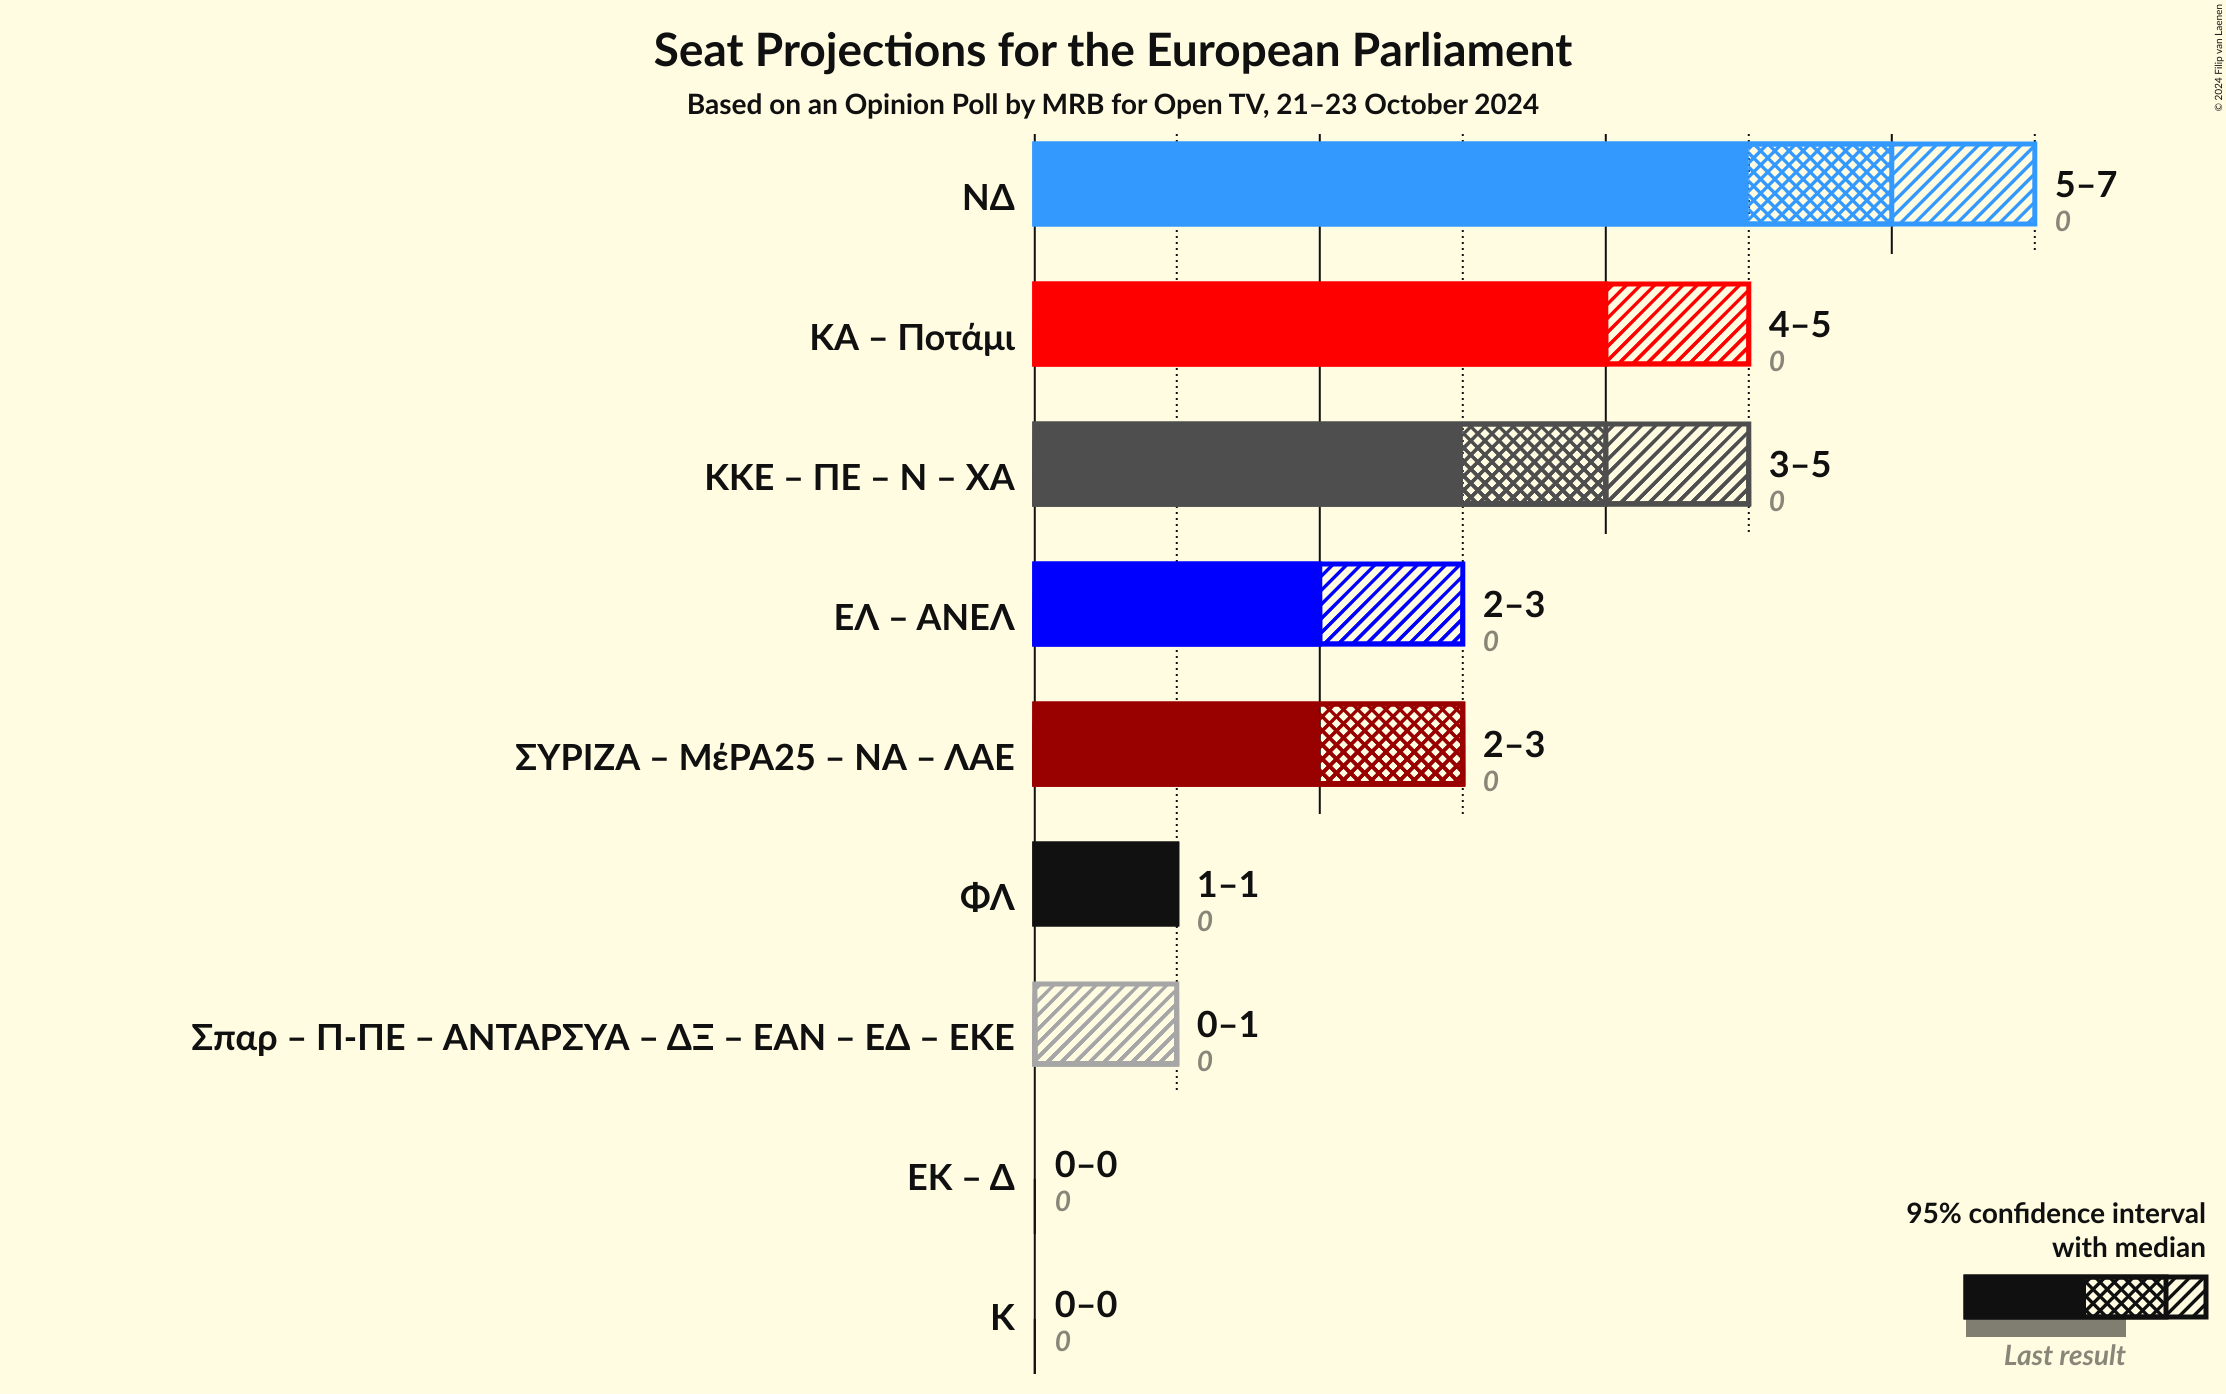 Seat Projections for the European Parliament
Based on an Opinion Poll by MRB for Open TV, 21–23 October 2024
© 2024 Filip van Laenen
ΝΔ
5–7
0
ΚΑ – Ποτάμι
4–5
0
ΚΚΕ – ΠΕ – Ν – ΧΑ
3–5
0
ΕΛ – ΑΝΕΛ
2–3
0
ΣΥΡΙΖΑ – ΜέΡΑ25 – ΝΑ – ΛΑΕ
2–3
0
ΦΛ
1–1
0
Σπαρ – Π-ΠΕ – ΑΝΤΑΡΣΥΑ – ΔΞ – ΕΑΝ – ΕΔ – ΕΚΕ
0–1
0
ΕΚ – Δ
0–0
0
Κ
0–0
0
95% confidence interval
with median
Last result